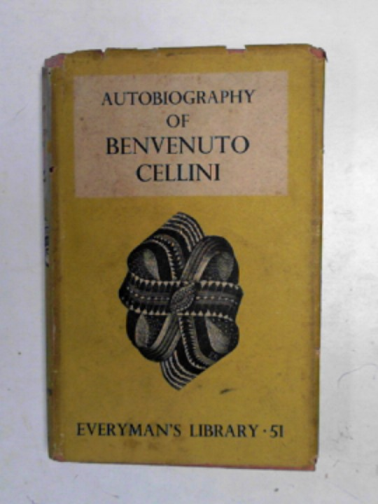 AUTOBIOGRAPHY
OF
BENVENUTO
CELLINI
EVERYMAN'S LIBRARY · 51